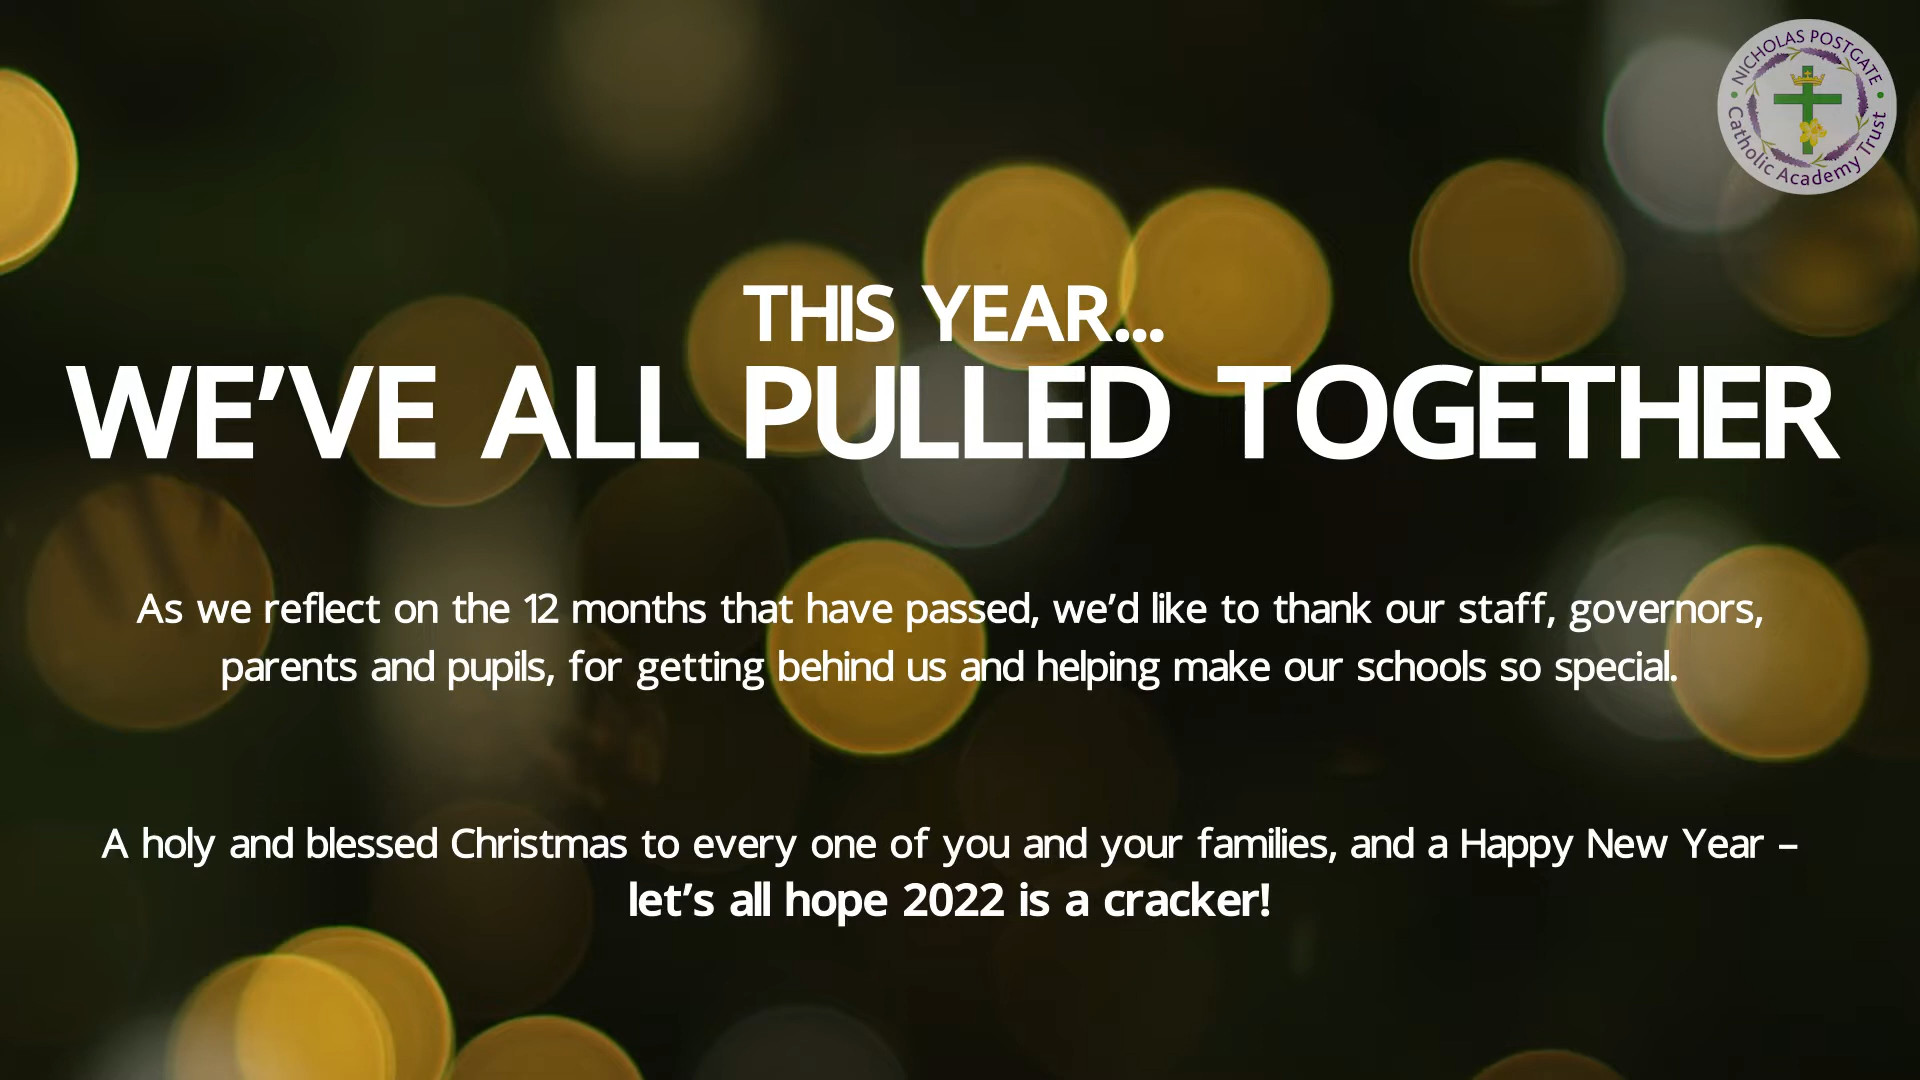 NICHOLAS POSTGATE
Catholic Academy Trust
THIS YEAR...
WE’VE ALL PULLED TOGETHER
As we reflect on the 12 months that have passed, we’d like to thank our staff, governors,
parents and pupils, for getting behind us and helping make our schools so special.
A holy and blessed Christmas to every one of you and your families, and a Happy New Year –
let’s all hope 2022 is a cracker!